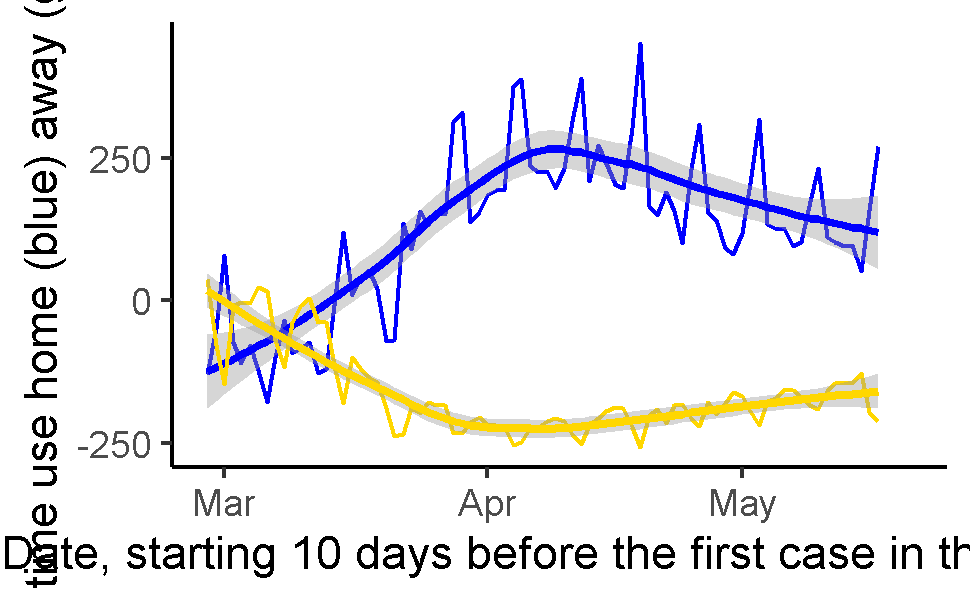 time use home (blue) away (
250
0
-250
Mar Apr May
Date, starting 10 days before the first case in th